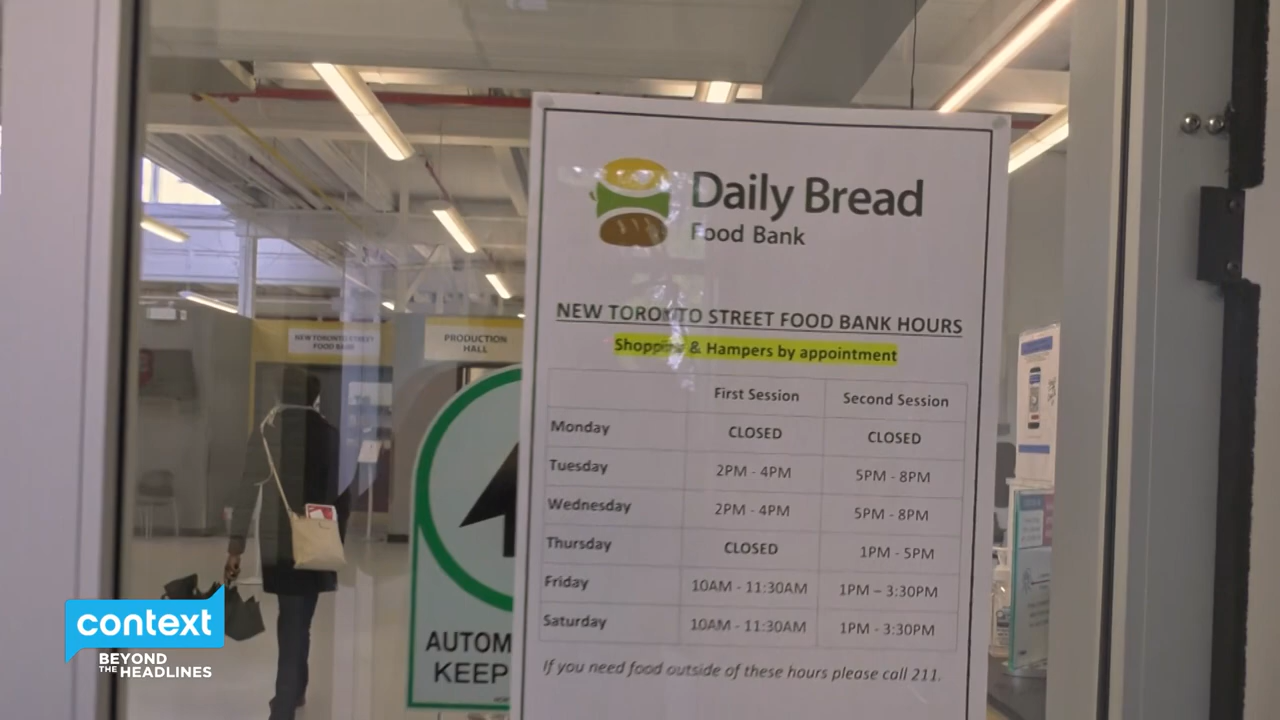 Daily Bread
Food Bank
NEW TORONTO STREET FOOD BANK HOURS
Shopping & Hampers by appointment
First Session Second Session
Monday CLOSED CLOSED
Tuesday 2PM - 4PM 5PM - 8PM
Wednesday 2PM - 4PM 5PM - 8PM
Thursday CLOSED 1PM - 5PM
Friday 10AM - 11:30AM 1PM – 3:30PM
Saturday 10AM - 11:30AM 1PM - 3:30PM
If you need food outside of these hours please call 211.
NEW TORONTO STREET
FOOD BANK
PRODUCTION
HALL
AUTOM
KEEP
context
BEYOND
THE HEADLINES